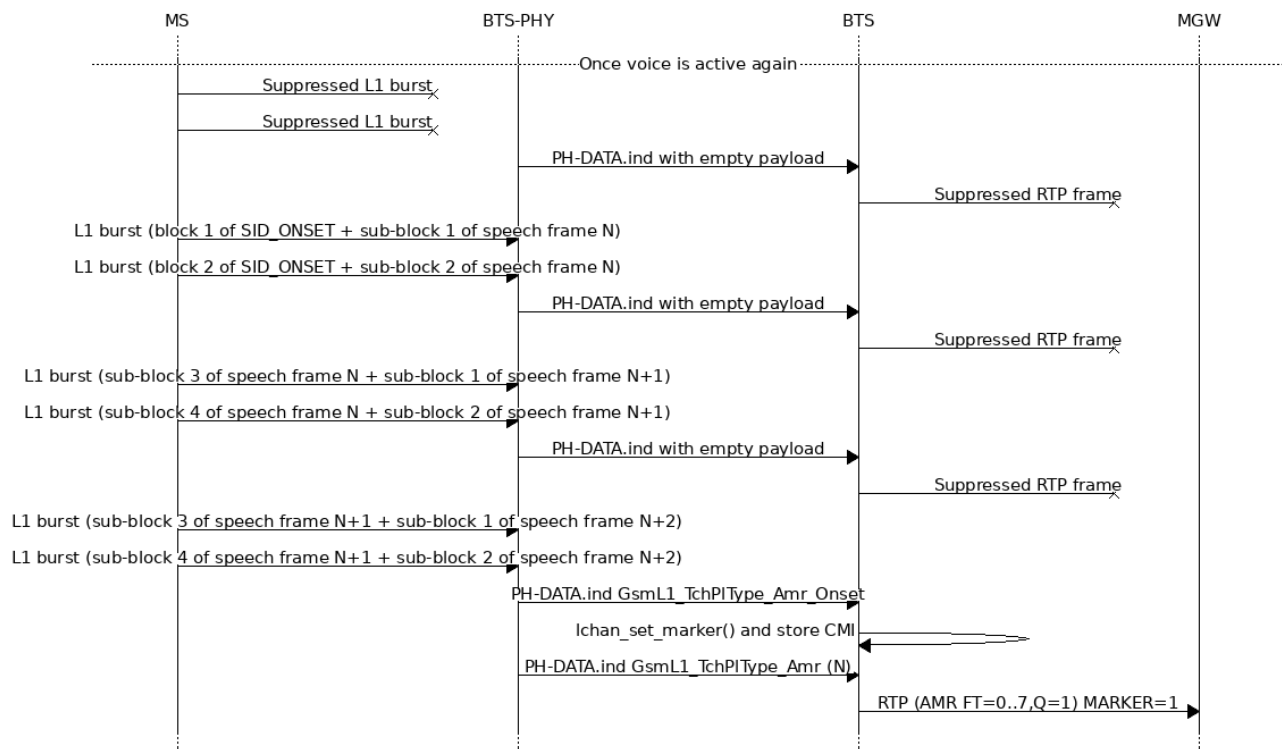 MS BTS-PHY BTS MGW
Once voice is active again
Suppressed L1 burst
Suppressed L1 burst
PH-DATA.ind with empty payload
Suppressed RTP frame
L1 burst (block 1 of SID_ONSET + sub-block 1 of speech frame N)
L1 burst (block 2 of SID_ONSET + sub-block 2 of speech frame N)
PH-DATA.ind with empty payload
Suppressed RTP frame
L1 burst (sub-block 3 of speech frame N + sub-block 1 of speech frame N+1)
L1 burst (sub-block 4 of speech frame N + sub-block 2 of speech frame N+1)
PH-DATA.ind with empty payload
Suppressed RTP frame
L1 burst (sub-block 3 of speech frame N+1 + sub-block 1 of speech frame N+2)
L1 burst (sub-block 4 of speech frame N+1 + sub-block 2 of speech frame N+2)
PH-DATA.ind GsmL1_TchPlType_Amr_Onset
lchan_set_marker() and store CMI
PH-DATA.ind GsmL1_TchPlType_Amr (N)
RTP (AMR FT=0..7,Q=1) MARKER=1